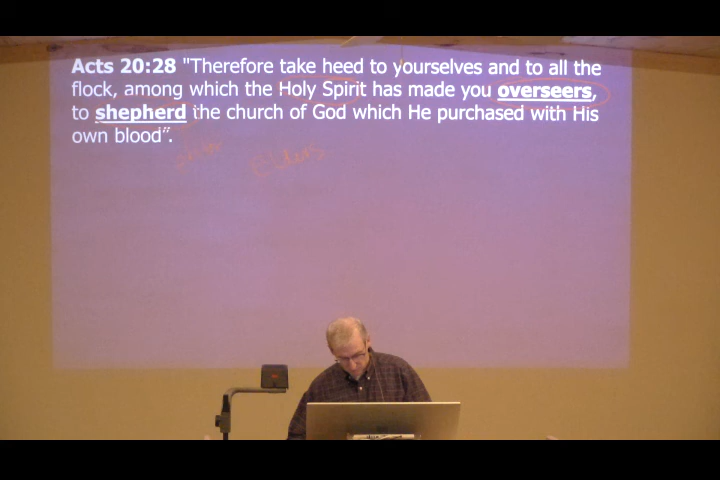 Acts 20:28 "Therefore take heed to yourselves and to all the
flock, among which the Holy Spirit has made you overseers,
to shepherd the church of God which He purchased with His
own blood”.
Elders